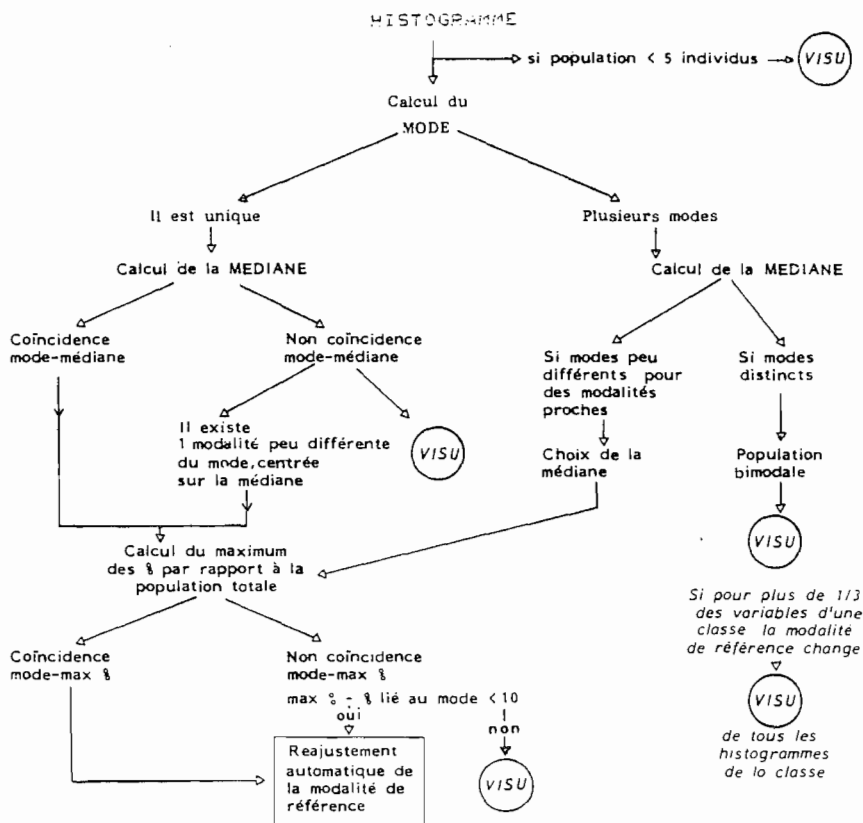 HISTOGRAMME
si population < 5 individus
VISU
Calcul du
MODE
Il est unique
Plusieurs modes
Calcul de la MEDIANE
Calcul de la MEDIANE
Coïncidence
mode-médiane
Non coïncidence
mode-médiane
Si modes peu
différents pour
des modalités
proches
Si modes
distincts
Il existe
1 modalité peu différente
du mode, centrée
sur la médiane
VISU
Choix de la
médiane
Population
bimodale
VISU
Calcul du maximum
des % par rapport à la
population totale
Si pour plus de 1/3
des variables d'une
classe la modalité
de référence change
VISU
de tous les
histogrammes
de la classe
Coïncidence
mode-max %
Non coïncidence
mode-max %
max % - % lié au mode < 10
oui
non
Reajustement
automatique de
la modalité de
référence
VISU